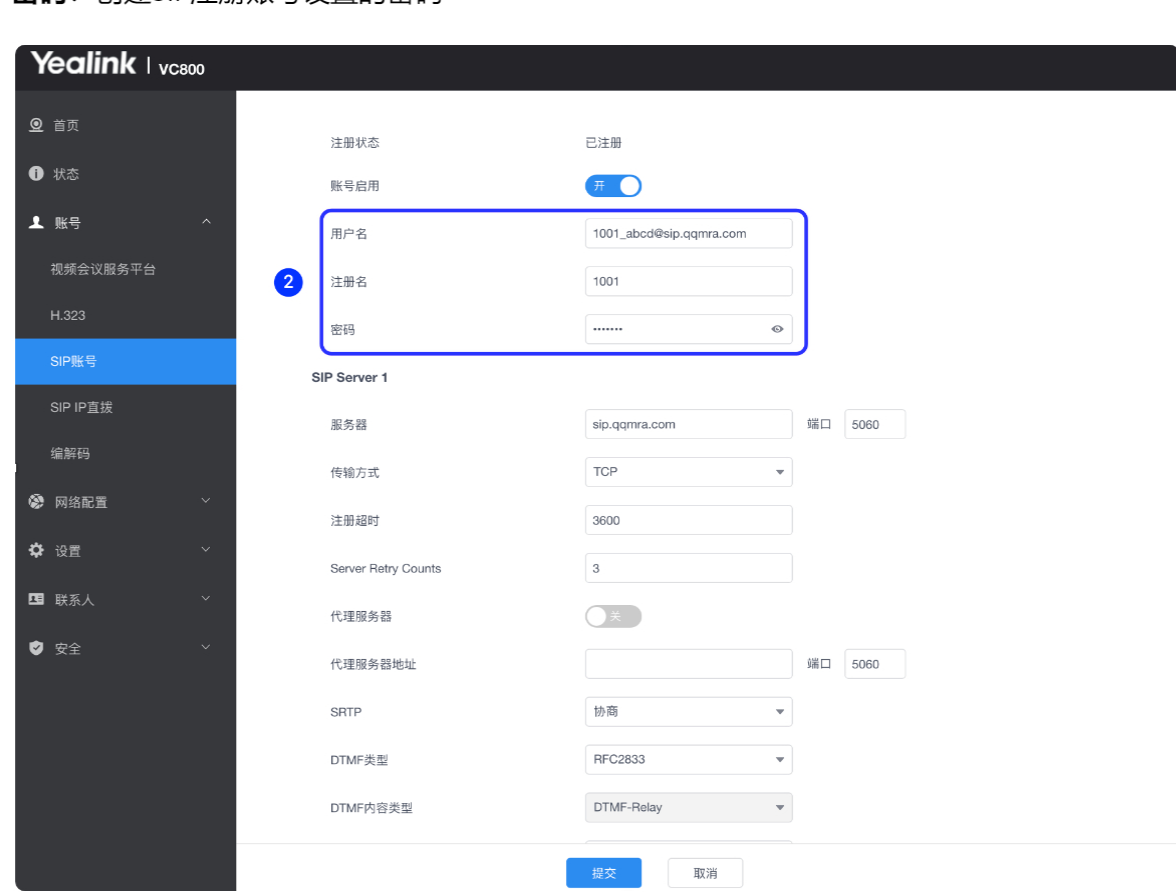 Yealink | VC800
首页
状态
账号
视频会议服务平台
H.323
SIP账号
SIP IP直拨
编解码
网络配置
设置
联系人
安全
注册状态 已注册
账号启用 开
2
用户名 1001_abcd@sip.qqmra.com
注册名 1001
密码 •••••••
SIP Server 1
服务器 sip.qqmra.com 端口 5060
传输方式 TCP
注册超时 3600
Server Retry Counts 3
代理服务器 关
代理服务器地址 端口 5060
SRTP 协商
DTMF类型 RFC2833
DTMF内容类型 DTMF-Relay
提交 取消